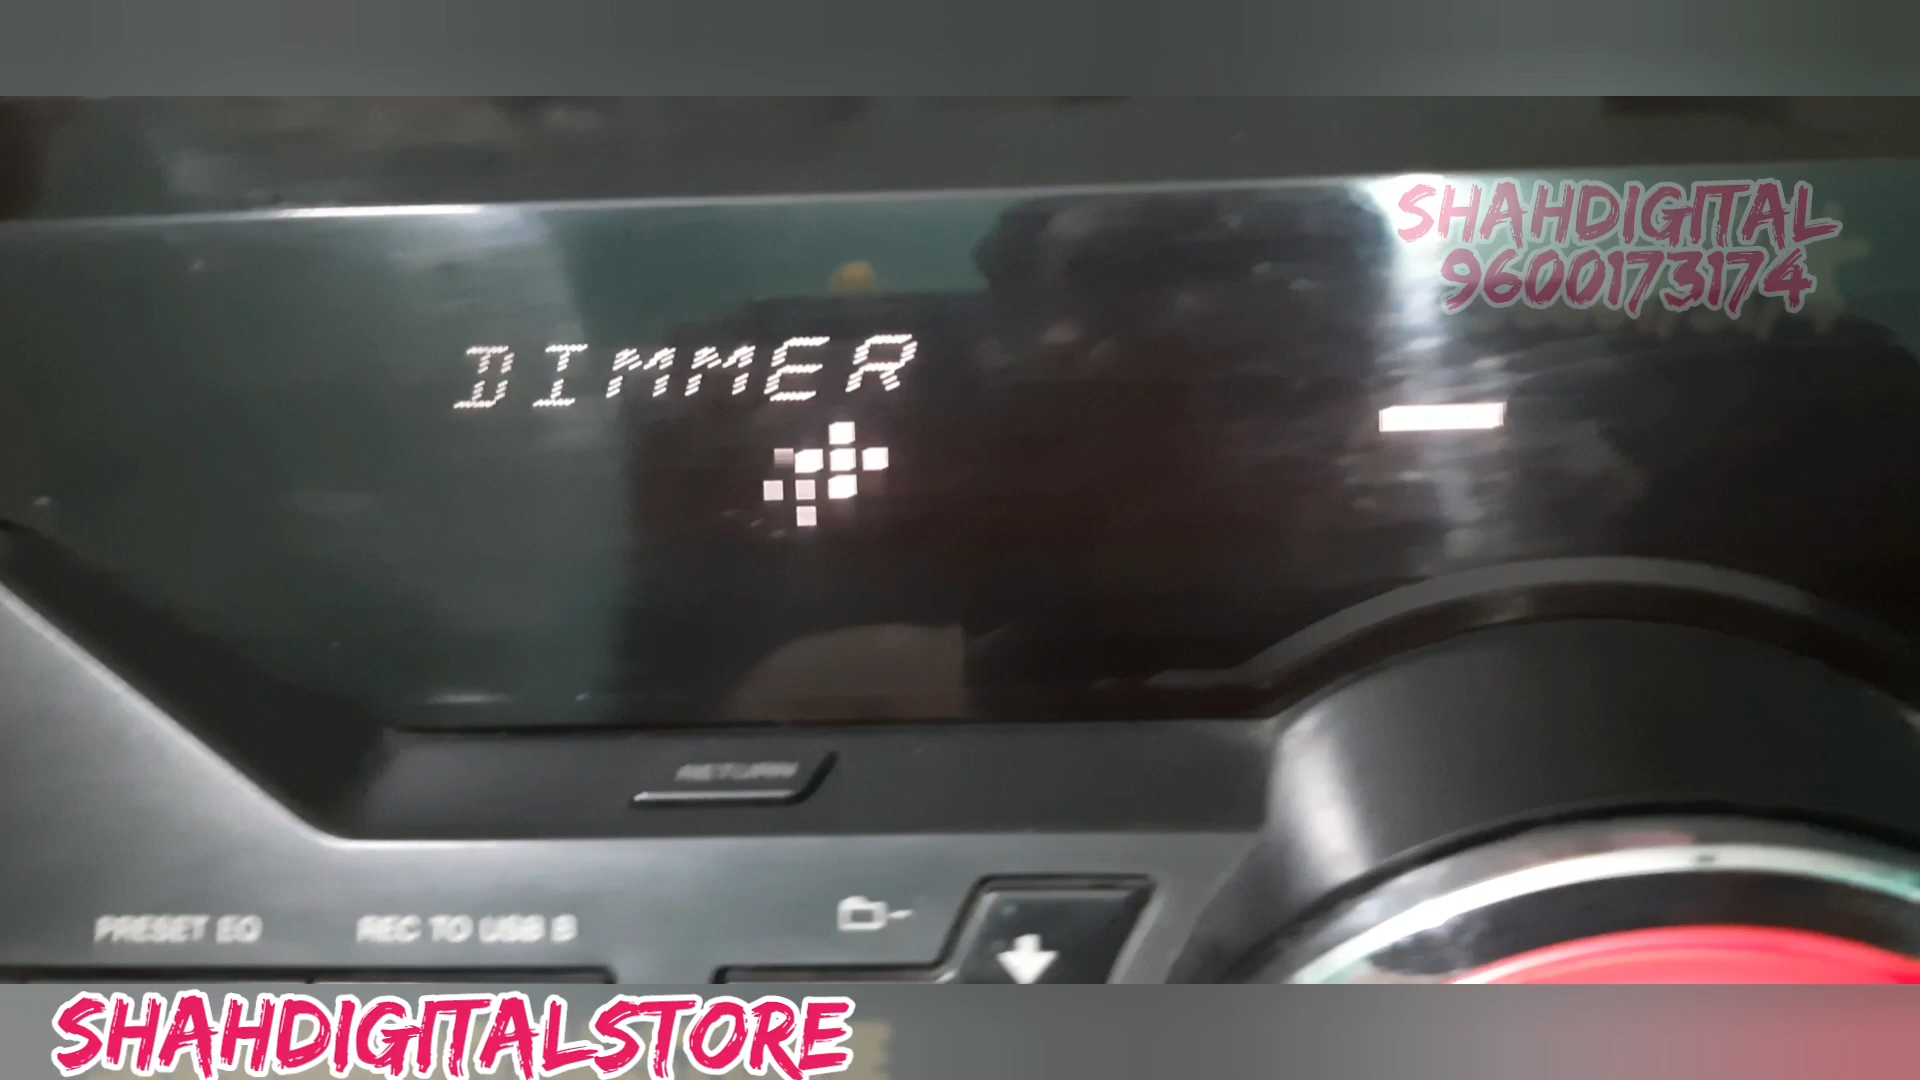 SHAHDIGITAL
9600173174
DIMMER
RETURN
PRESET EQ
REC TO USB B
SHAHDIGITALSTORE